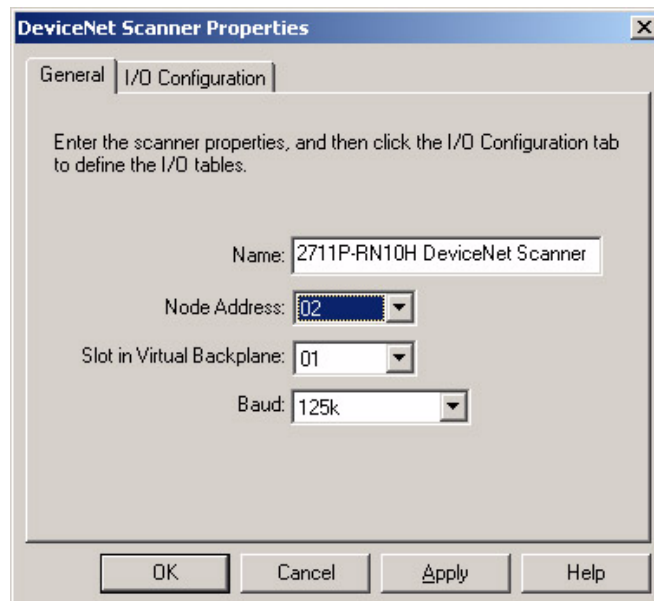 DeviceNet Scanner Properties
General
I/O Configuration
Enter the scanner properties, and then click the I/O Configuration tab
to define the I/O tables.
Name: 2711P-RN10H DeviceNet Scanner
Node Address: 02
Slot in Virtual Backplane: 01
Baud: 125k
OK
Cancel
Apply
Help